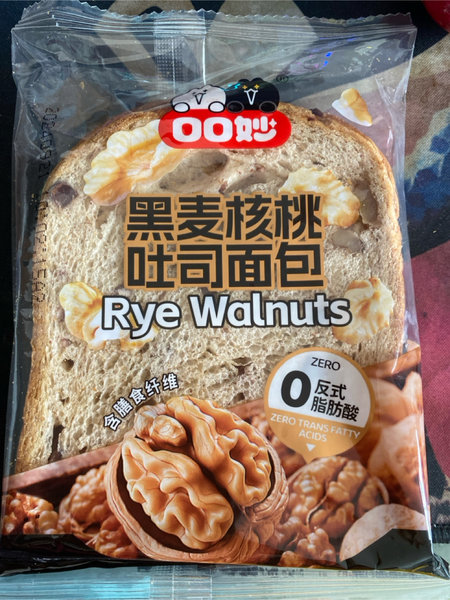 OO妙
黑麦核桃
吐司面包
Rye Walnuts
ZERO
0 反式
脂肪酸
ZERO TRANS FATTY
ACIDS
含膳食纤维